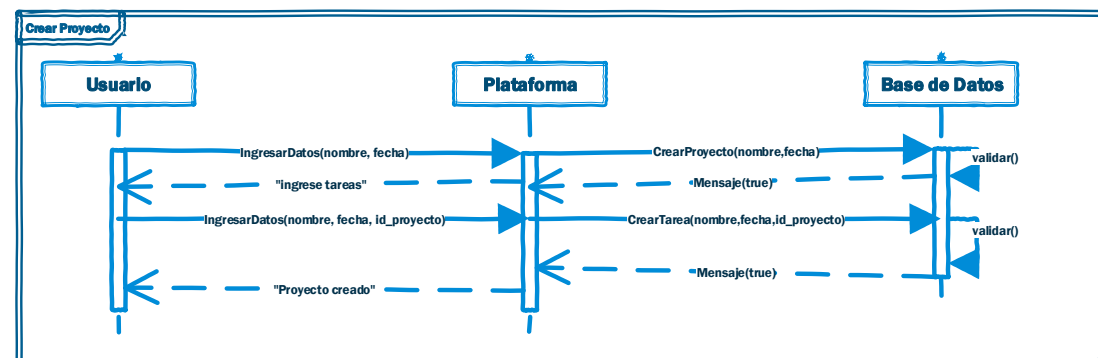 Crear Proyecto
Usuario
Plataforma
Base de Datos
IngresarDatos(nombre, fecha)
CrearProyecto(nombre,fecha)
validar()
"ingrese tareas"
Mensaje(true)
IngresarDatos(nombre, fecha, id_proyecto)
CrearTarea(nombre,fecha,id_proyecto)
validar()
Mensaje(true)
"Proyecto creado"